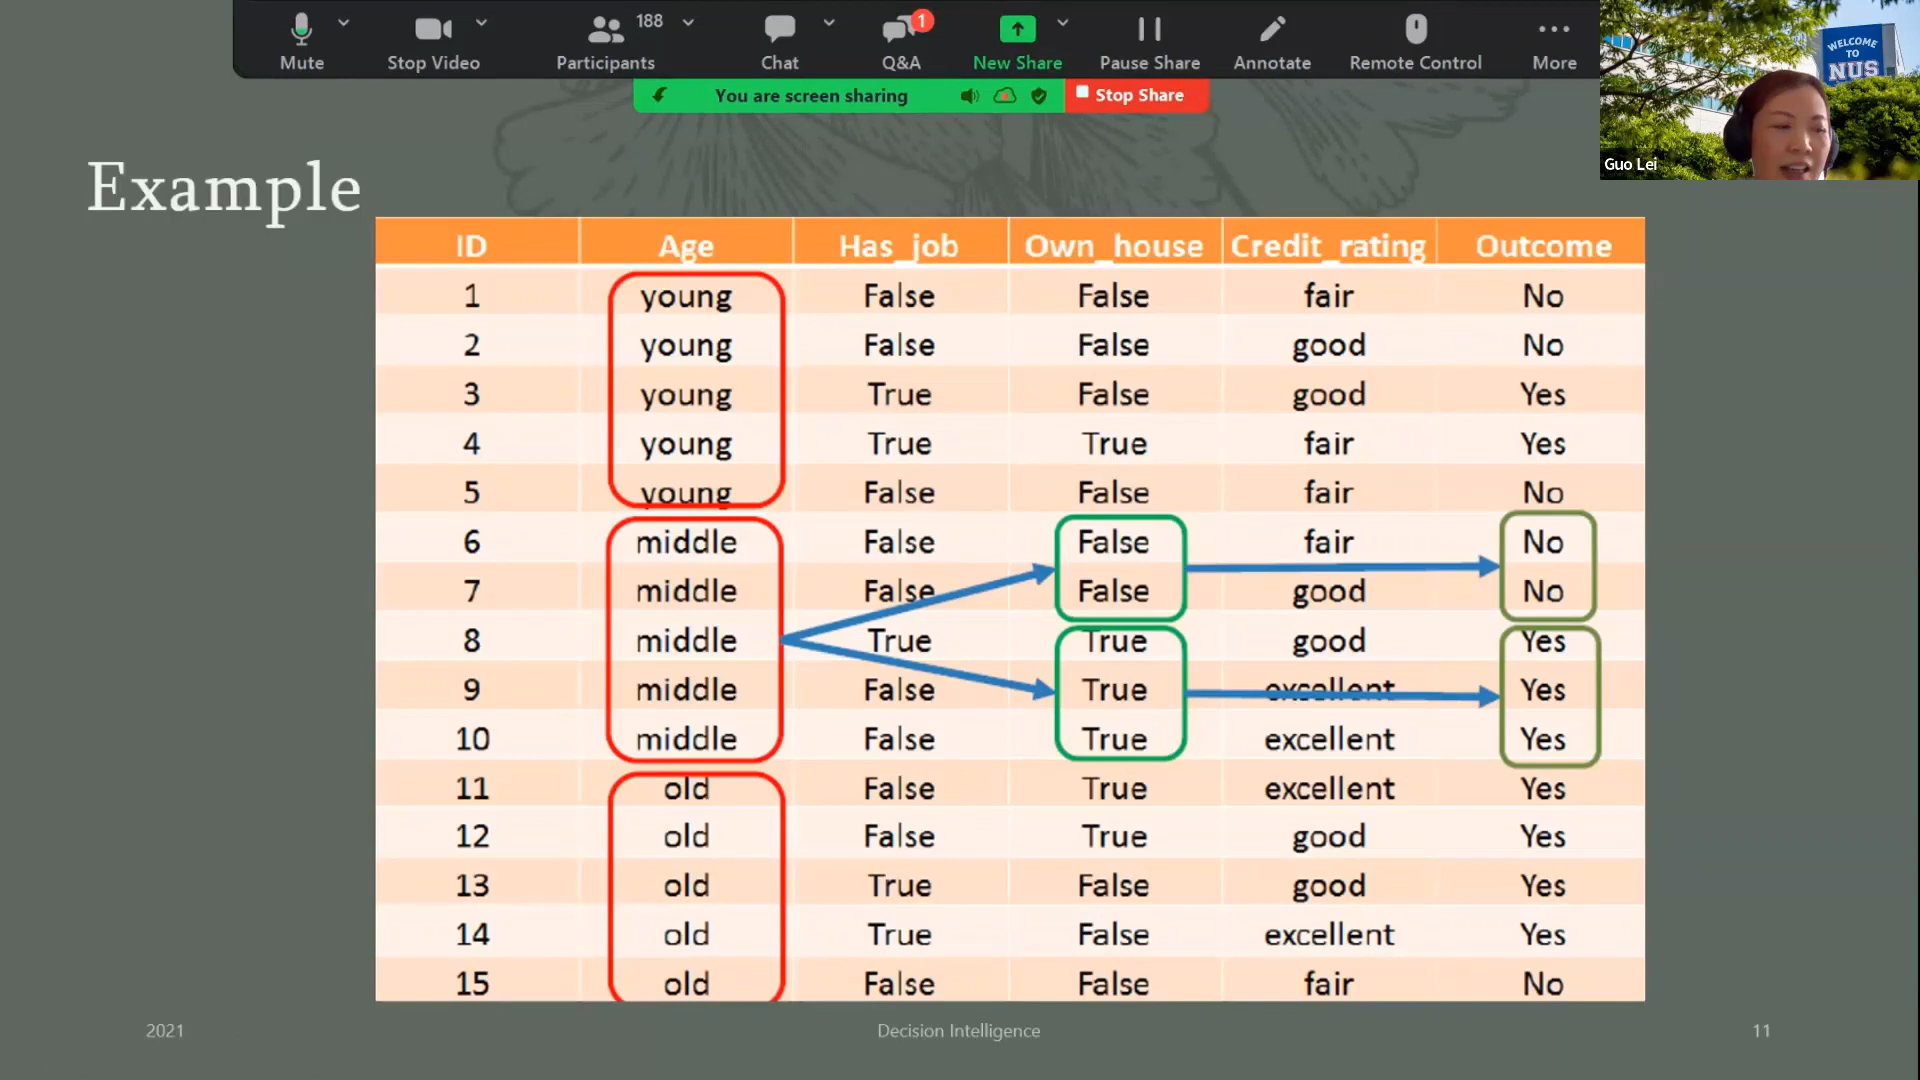 Mute
Stop Video
Participants 188
Chat
Q&A 1
New Share
Pause Share
Annotate
Remote Control
More
You are screen sharing
Stop Share
WELCOME
TO
NUS
Guo Lei
Example
ID Age Has_job Own_house Credit_rating Outcome
1 young False False fair No
2 young False False good No
3 young True False good Yes
4 young True True fair Yes
5 young False False fair No
6 middle False False fair No
7 middle False False good No
8 middle True True good Yes
9 middle False True excellent Yes
10 middle False True excellent Yes
11 old False True excellent Yes
12 old False True good Yes
13 old True False good Yes
14 old True False excellent Yes
15 old False False fair No
2021 Decision Intelligence 11